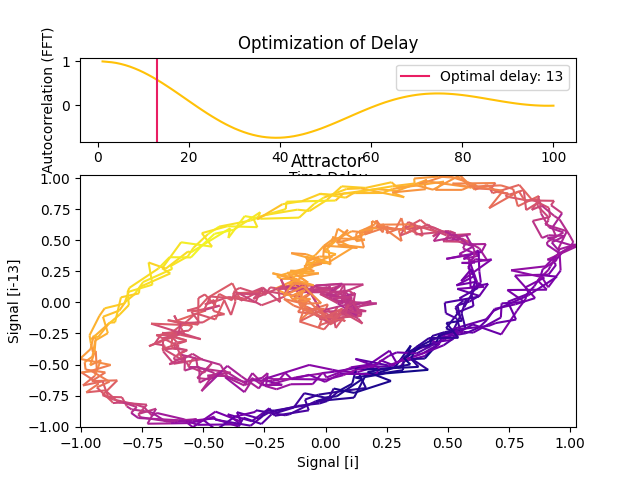 Optimization of Delay
Autocorrelation (FFT)
1
0
Optimal delay: 13
0 20 40 60 80 100
Attractor
Signal [i-13]
1.00
0.75
0.50
0.25
0.00
−0.25
−0.50
−0.75
−1.00
−1.00 −0.75 −0.50 −0.25 0.00 0.25 0.50 0.75 1.00
Signal [i]